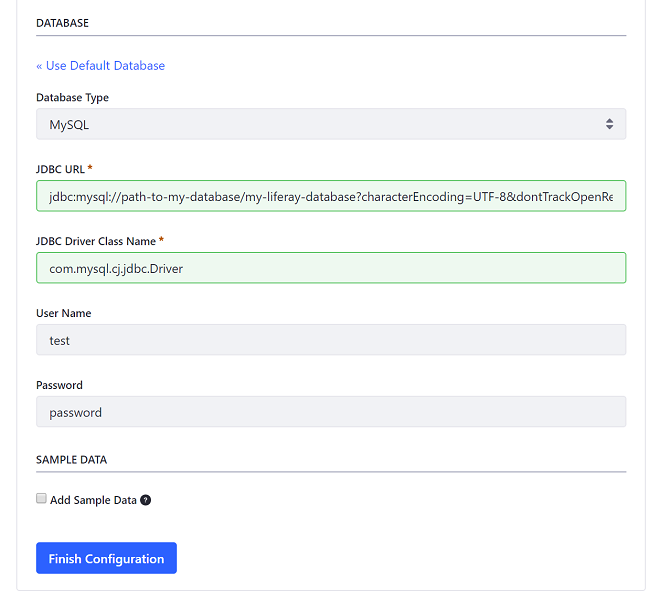 DATABASE
« Use Default Database
Database Type
MySQL
JDBC URL *
jdbc:mysql://path-to-my-database/my-liferay-database?characterEncoding=UTF-8&dontTrackOpenRe
JDBC Driver Class Name *
com.mysql.cj.jdbc.Driver
User Name
test
Password
password
SAMPLE DATA
Add Sample Data ?
Finish Configuration